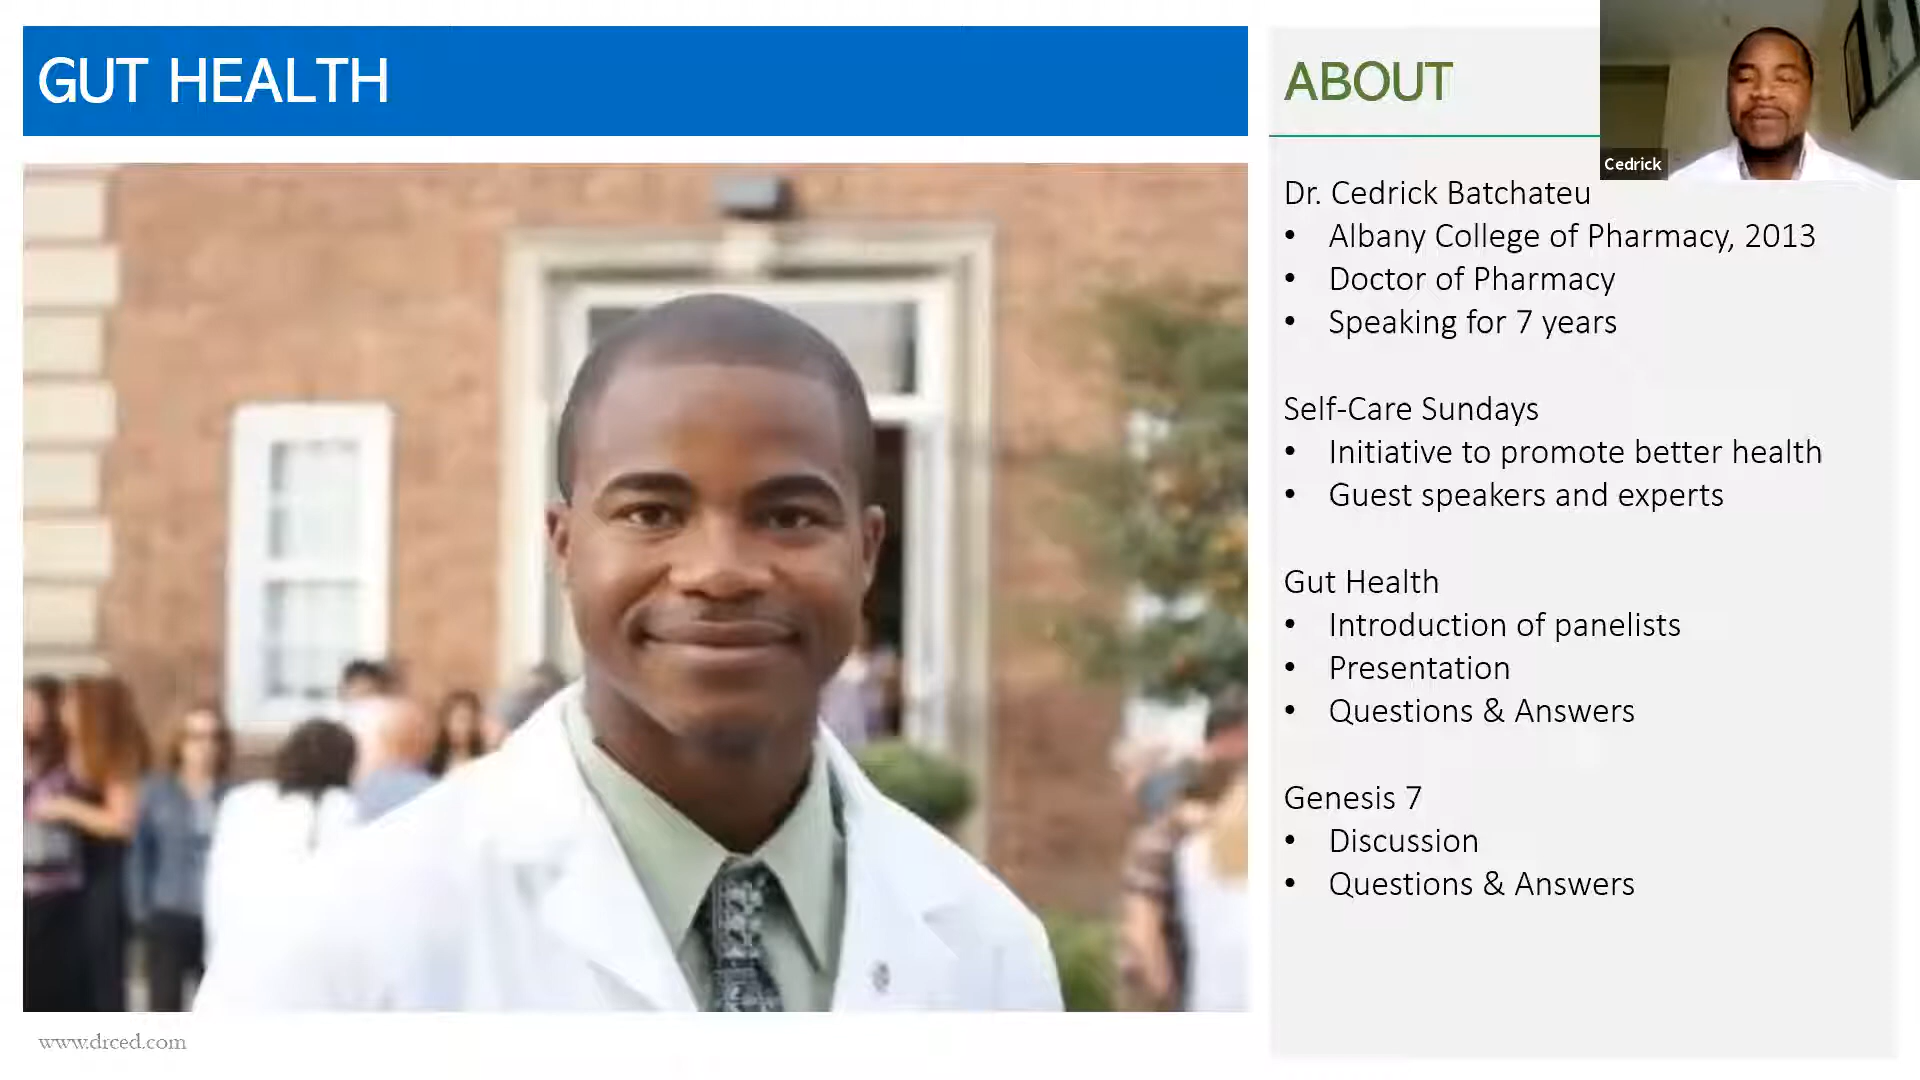 GUT HEALTH
ABOUT
Cedrick
Dr. Cedrick Batchateu
• Albany College of Pharmacy, 2013
• Doctor of Pharmacy
• Speaking for 7 years
Self-Care Sundays
• Initiative to promote better health
• Guest speakers and experts
Gut Health
• Introduction of panelists
• Presentation
• Questions & Answers
Genesis 7
• Discussion
• Questions & Answers
www.drced.com